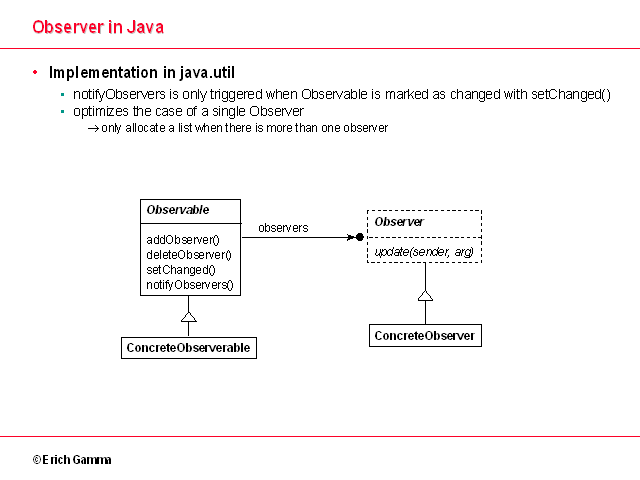 Observer in Java
• Implementation in java.util
• notifyObservers is only triggered when Observable is marked as changed with setChanged()
• optimizes the case of a single Observer
→ only allocate a list when there is more than one observer
Observable
addObserver()
deleteObserver()
setChanged()
notifyObservers()
observers
Observer
update(sender, arg)
ConcreteObserverable
ConcreteObserver
© Erich Gamma